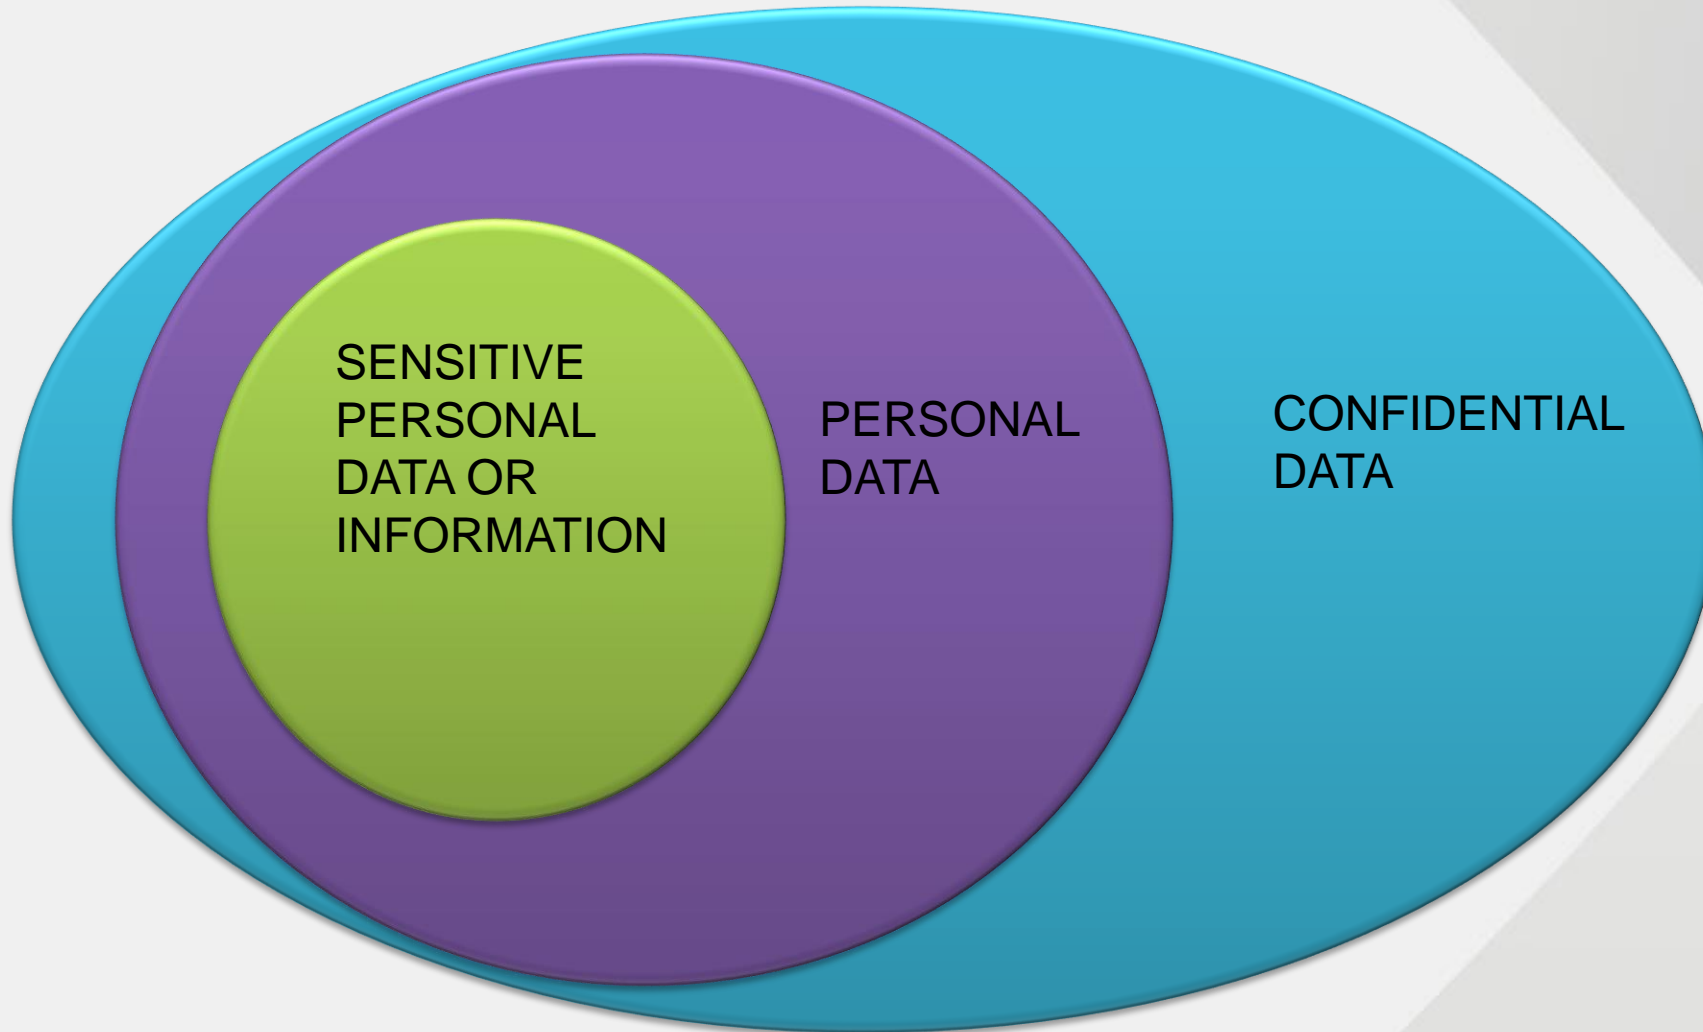 SENSITIVE
PERSONAL
DATA OR
INFORMATION
PERSONAL
DATA
CONFIDENTIAL
DATA